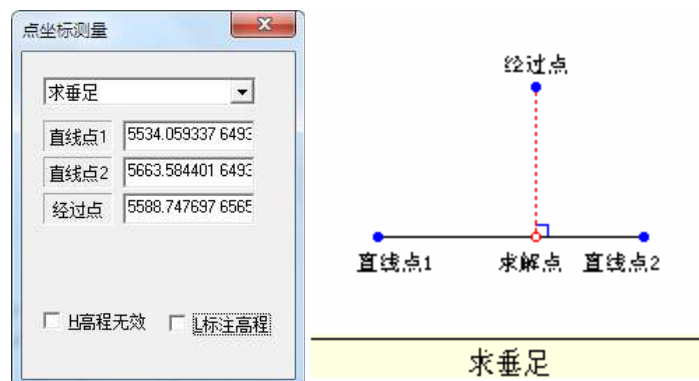 点坐标测量
求垂足
直线点1 5534.059337 6493
直线点2 5663.584401 6493
经过点 5588.747697 6565
H高程无效 L标注高程
经过点
直线点1 求解点 直线点2
求垂足